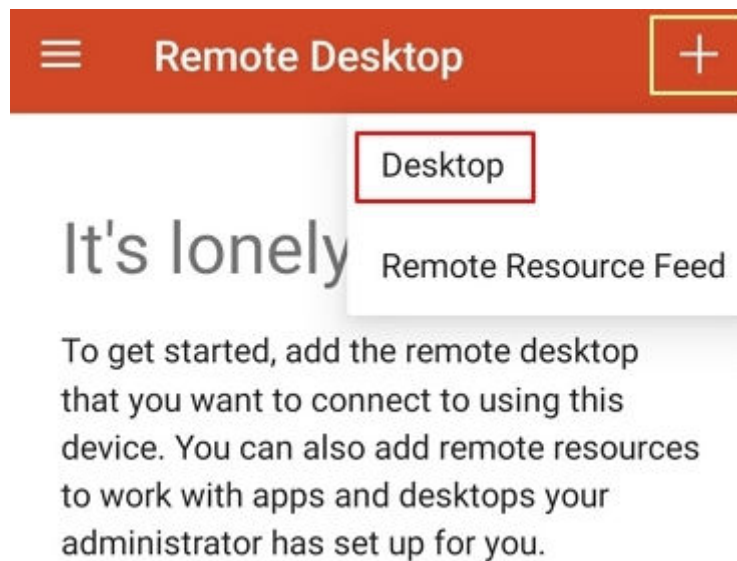 Remote Desktop
Desktop
It's lonely
Remote Resource Feed
To get started, add the remote desktop
that you want to connect to using this
device. You can also add remote resources
to work with apps and desktops your
administrator has set up for you.